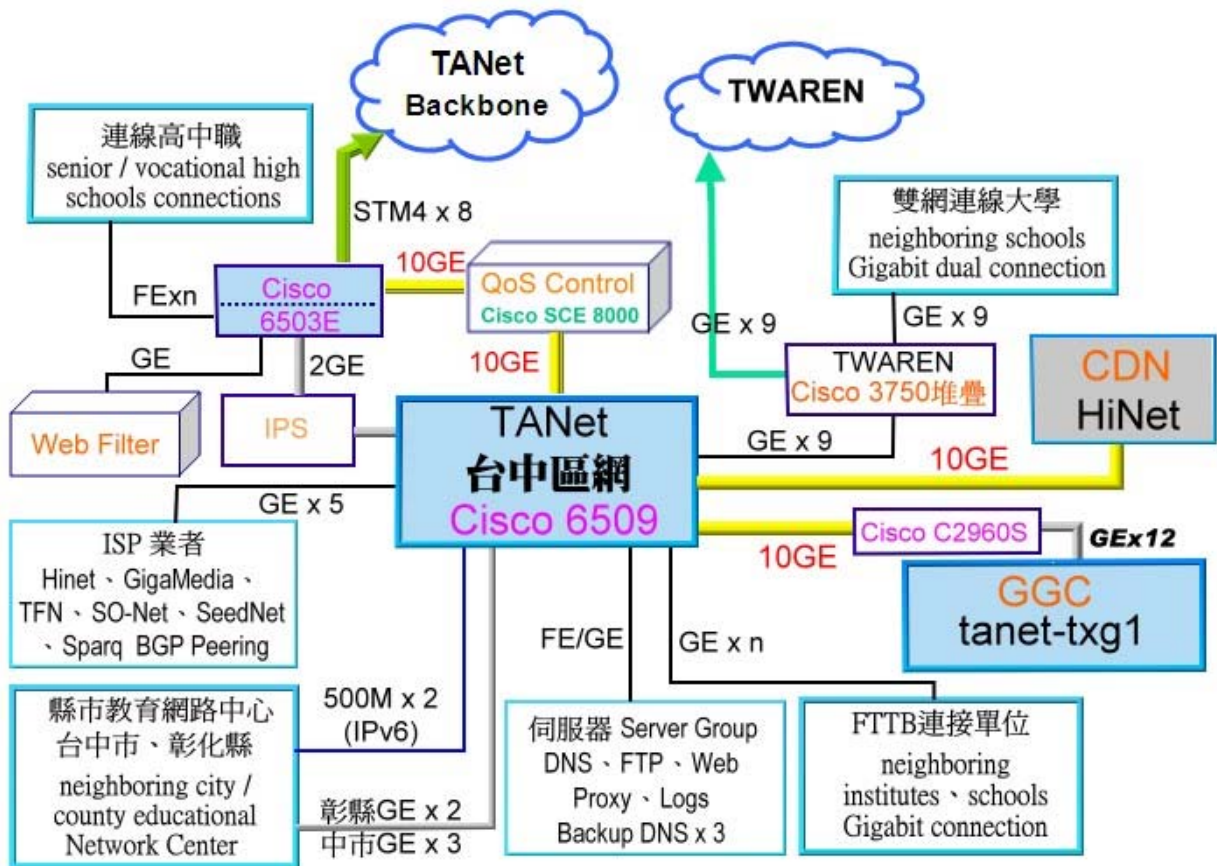 TANet
Backbone
TWAREN
連線高中職
senior / vocational high
schools connections
STM4 x 8
雙網連線大學
neighboring schools
Gigabit dual connection
10GE
QoS Control
Cisco SCE 8000
Cisco
6503E
FExn
GE x 9
GE x 9
GE
2GE
10GE
TWAREN
Cisco 3750堆疊
CDN
HiNet
Web Filter
IPS
TANet
台中區網
Cisco 6509
GE x 9
10GE
GE x 5
ISP 業者
Hinet、GigaMedia、
TFN、SO-Net、SeedNet
、Sparq BGP Peering
10GE
Cisco C2960S
GEx12
GGC
tanet-txg1
FE/GE
GE x n
縣市教育網路中心
台中市、彰化縣
neighboring city /
county educational
Network Center
500M x 2
(IPv6)
彰縣GE x 2
中市GE x 3
伺服器 Server Group
DNS、FTP、Web
Proxy、Logs
Backup DNS x 3
FTTB連接單位
neighboring
institutes、schools
Gigabit connection